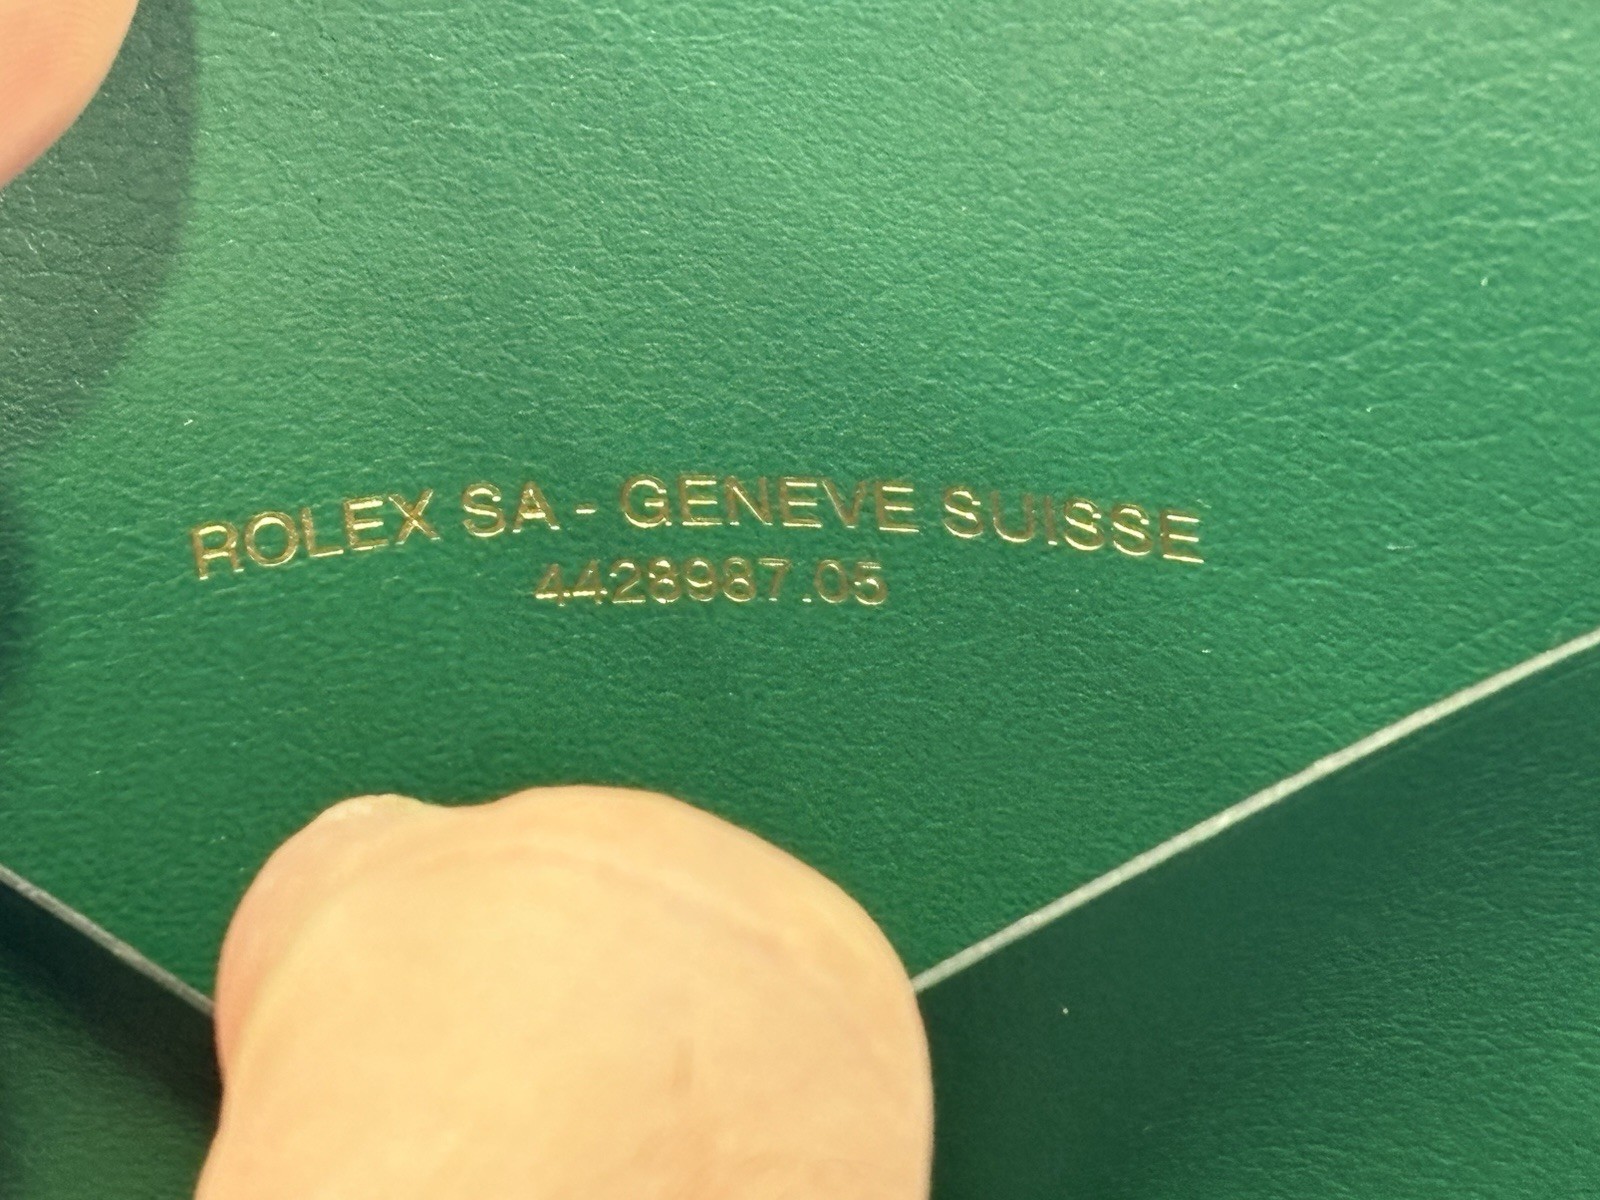 ROLEX SA - GENEVE SUISSE
4428987.05